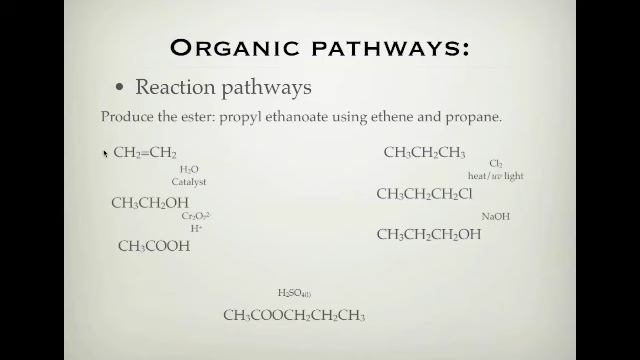 ORGANIC PATHWAYS:
• Reaction pathways
Produce the ester: propyl ethanoate using ethene and propane.
CH₂=CH₂
H₂O
Catalyst
CH₃CH₂OH
Cr₂O₇²⁻
H⁺
CH₃COOH
CH₃CH₂CH₃
Cl₂
heat/uv light
CH₃CH₂CH₂Cl
NaOH
CH₃CH₂CH₂OH
H₂SO₄₍ₗ₎
CH₃COOCH₂CH₂CH₃